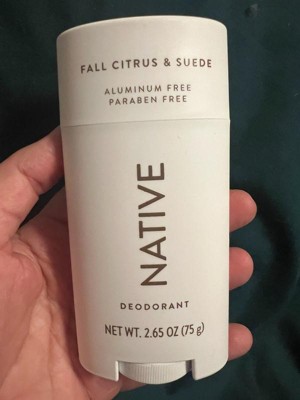 FALL CITRUS & SUEDE
ALUMINUM FREE
PARABEN FREE
NATIVE
DEODORANT
NET WT. 2.65 OZ (75 g)